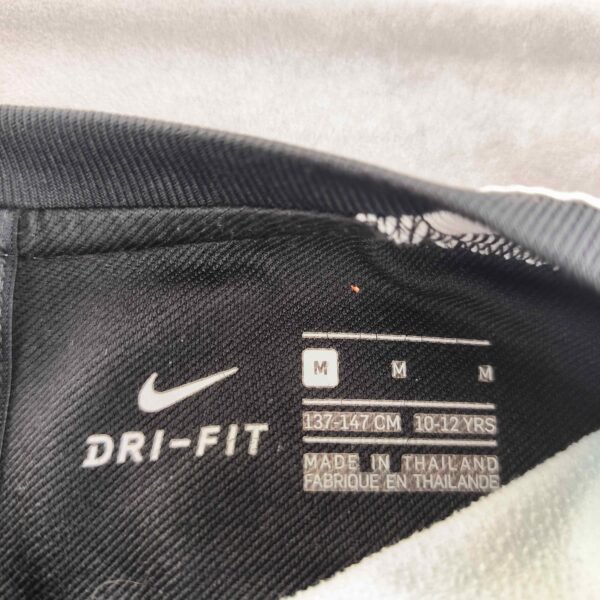 M M M
137-147 CM 10-12 YRS
DRI-FIT
MADE IN THAILAND
FABRIQUE EN THAILANDE